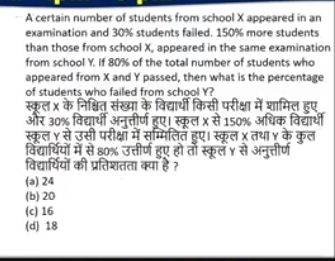 A certain number of students from school X appeared in an
examination and 30% students failed. 150% more students
than those from school X, appeared in the same examination
from school Y. If 80% of the total number of students who
appeared from X and Y passed, then what is the percentage
of students who failed from school Y?
स्कूल x के निश्चित संख्या के विद्यार्थी किसी परीक्षा में शामिल हुए
और 30% विद्यार्थी अनुत्तीर्ण हुए। स्कूल x से 150% अधिक विद्यार्थी
स्कूल Y से उसी परीक्षा में सम्मिलित हुए। स्कूल x तथा Y के कुल
विद्यार्थियों में से 80% उत्तीर्ण हुए हो तो स्कूल Y से अनुत्तीर्ण
विद्यार्थियों की प्रतिशतता क्या है ?
(a) 24
(b) 20
(c) 16
(d) 18